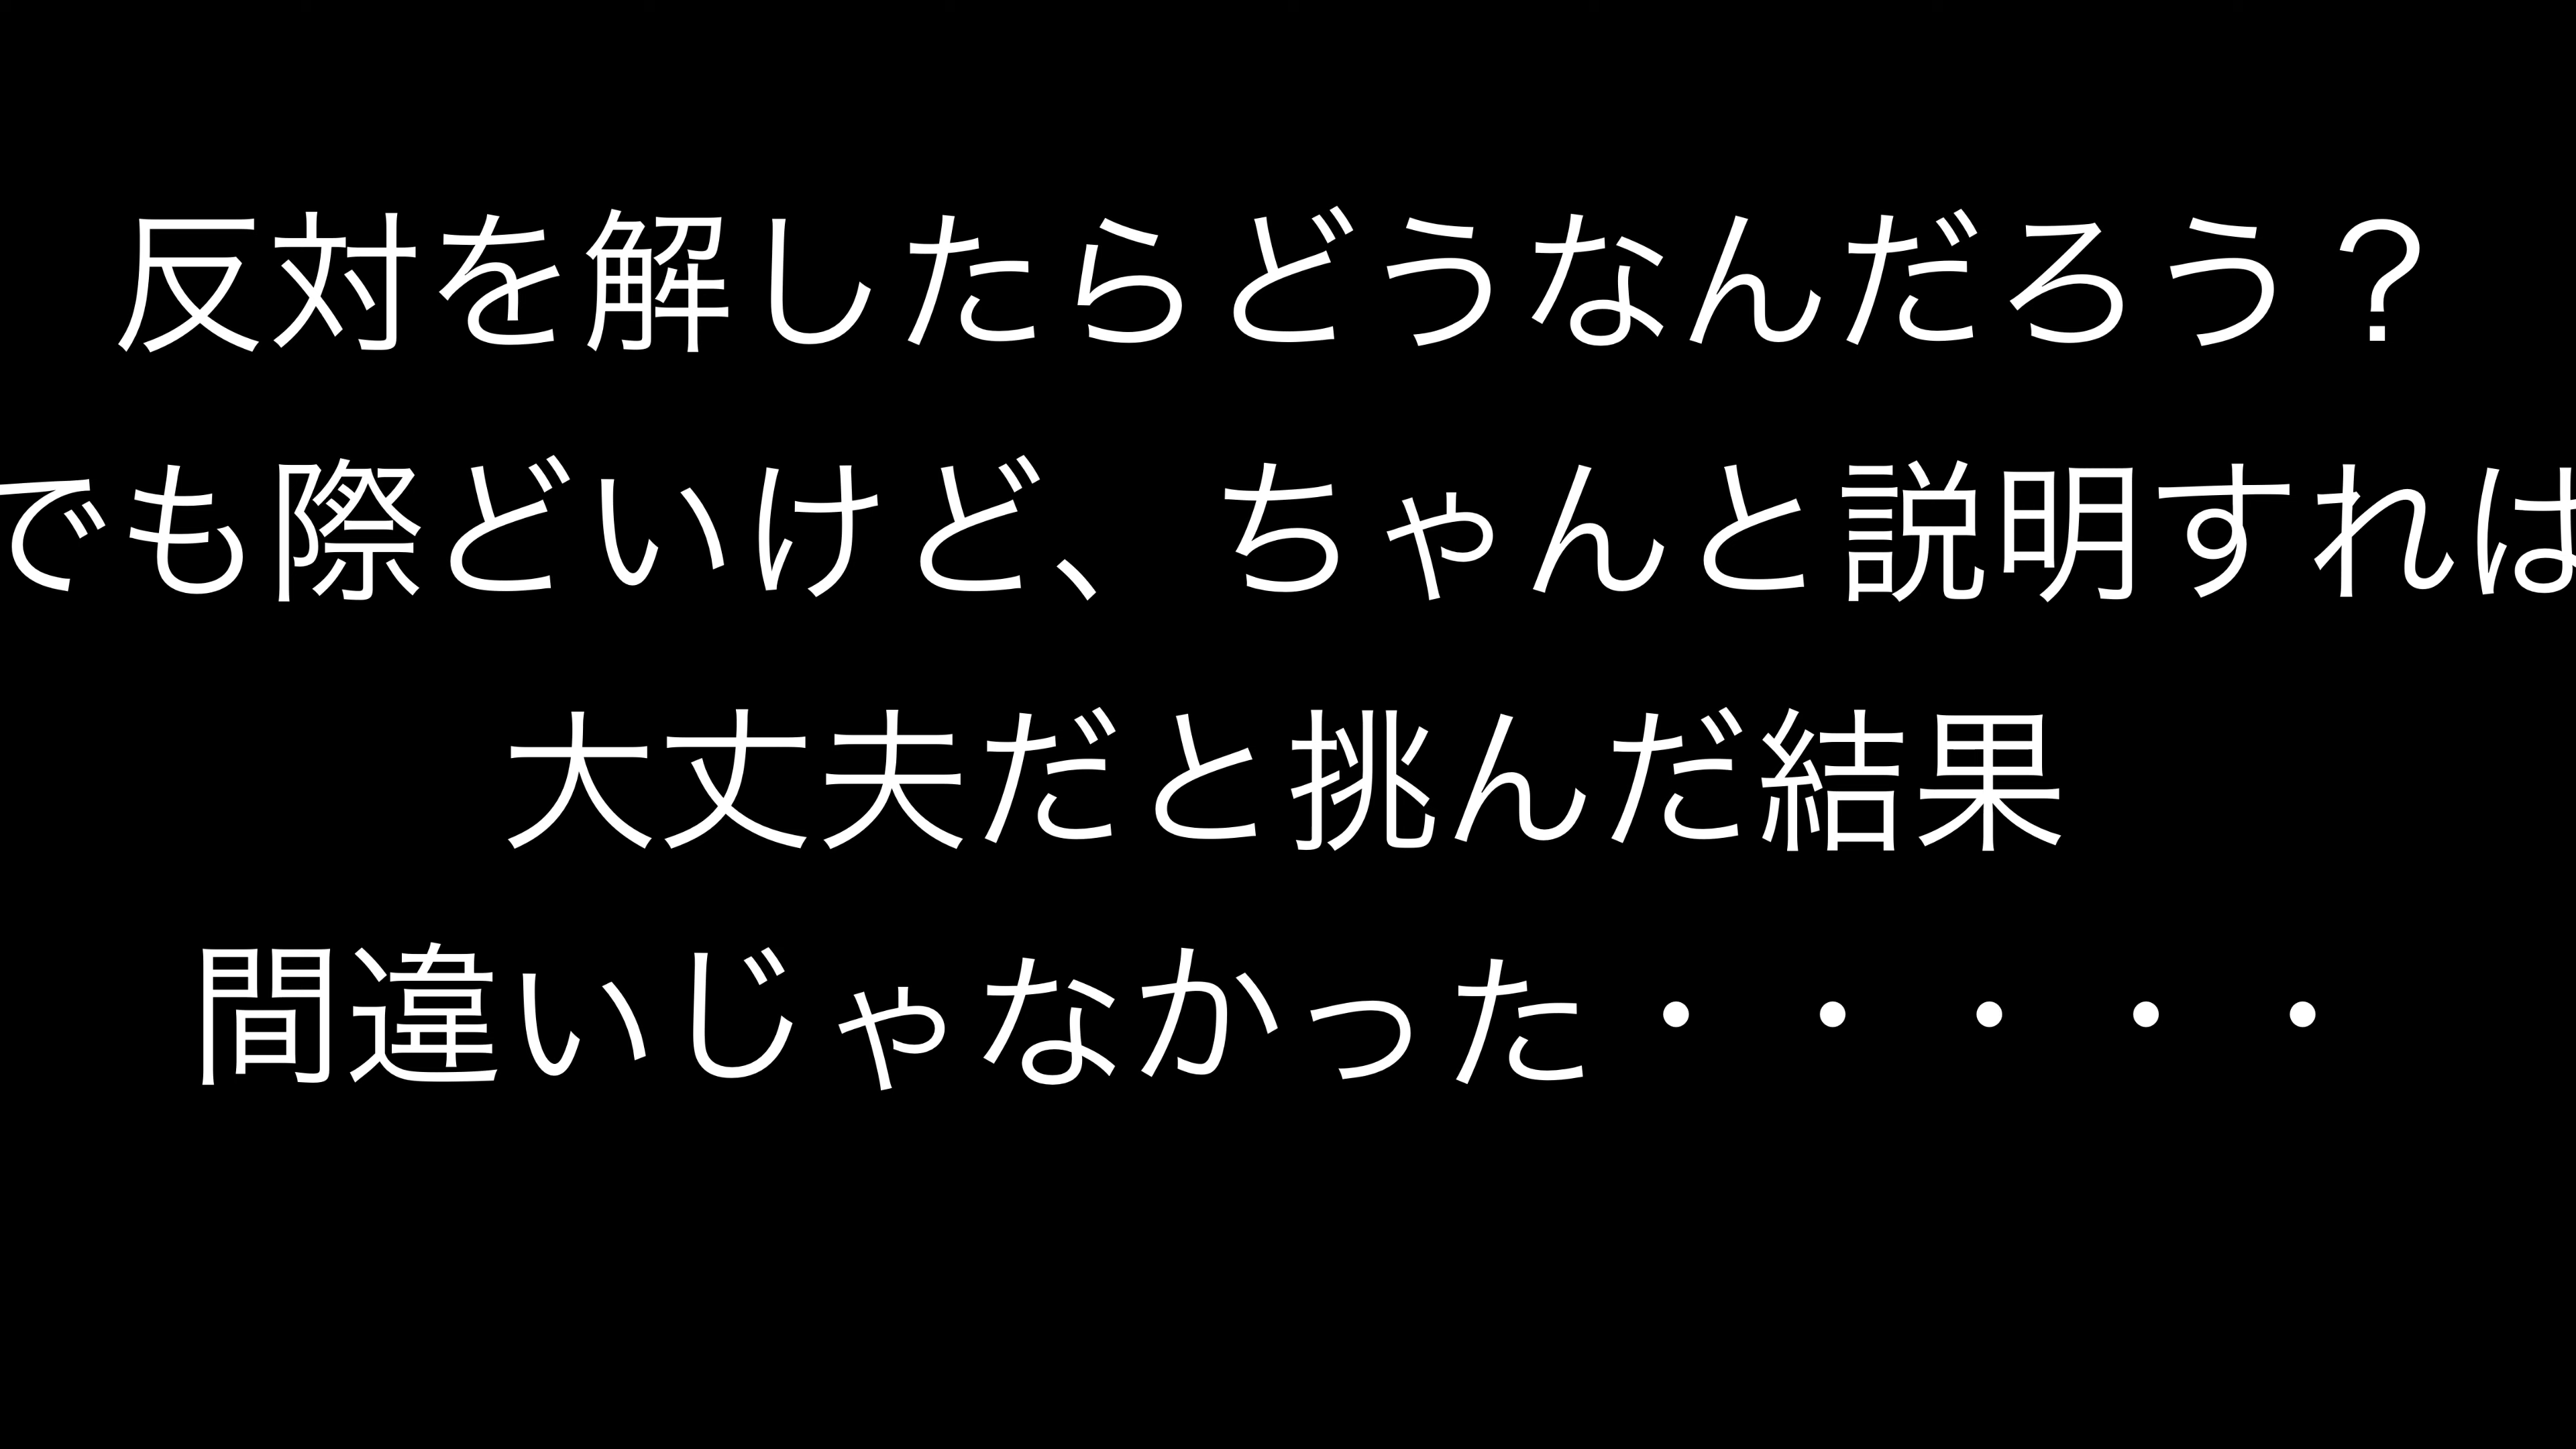 反対を解したらどうなんだろう？
でも際どいけど、ちゃんと説明すれば
大丈夫だと挑んだ結果
間違いじゃなかった・・・・・